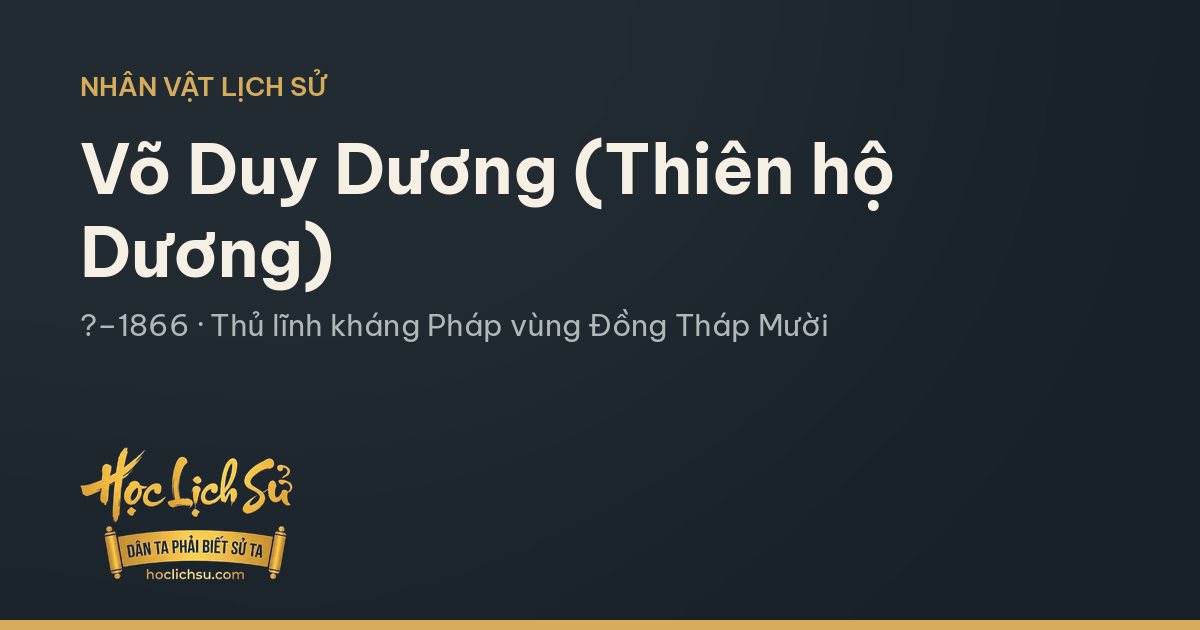 NHÂN VẬT LỊCH SỬ
Võ Duy Dương (Thiên hộ
Dương)
?–1866 · Thủ lĩnh kháng Pháp vùng Đồng Tháp Mười
Học Lịch Sử
DÂN TA PHẢI BIẾT SỬ TA
hoclichsu.com